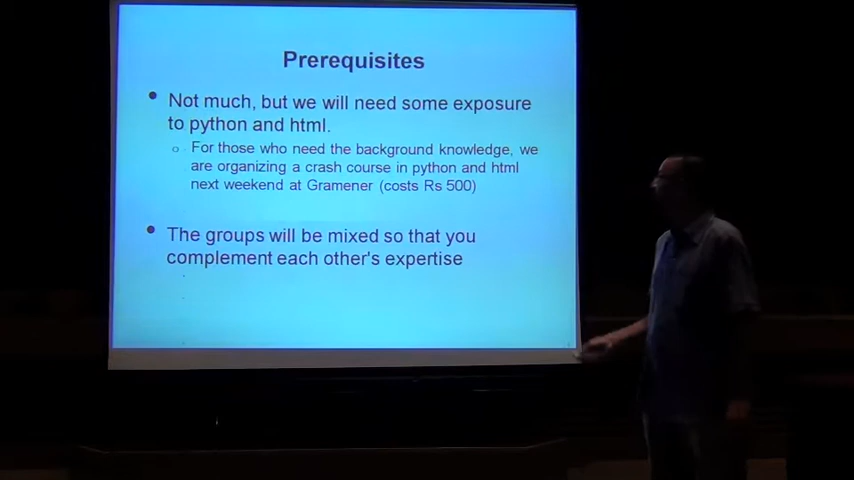 Prerequisites
• Not much, but we will need some exposure
to python and html.
o For those who need the background knowledge, we
are organizing a crash course in python and html
next weekend at Gramener (costs Rs 500)
• The groups will be mixed so that you
complement each other's expertise